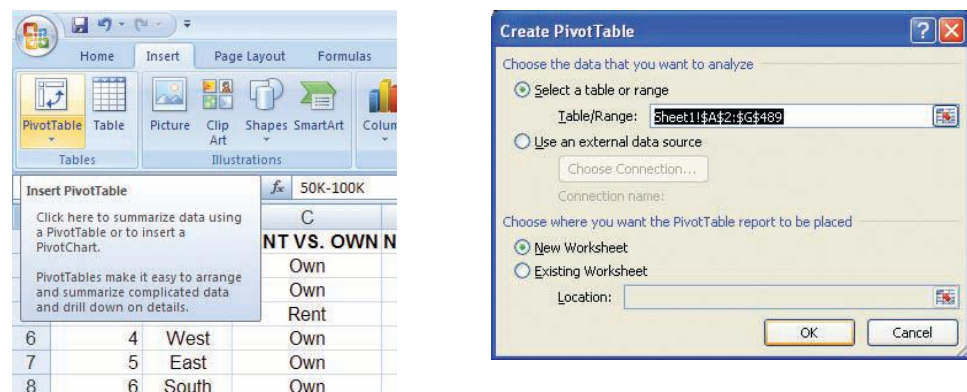 Home Insert Page Layout Formulas
PivotTable Table Picture Clip Art Shapes SmartArt
Tables Illustrations
fx 50K-100K
Insert PivotTable
Click here to summarize data using
a PivotTable or to insert a
PivotChart.
PivotTables make it easy to arrange
and summarize complicated data
and drill down on details.
C
NT VS. OWN N
Own
Own
Rent
6 4 West Own
7 5 East Own
8 6 South Own
Create PivotTable
Choose the data that you want to analyze
Select a table or range
Table/Range: Sheet1!$A$2:$G$489
Use an external data source
Choose Connection...
Connection name:
Choose where you want the PivotTable report to be placed
New Worksheet
Existing Worksheet
Location:
OK Cancel